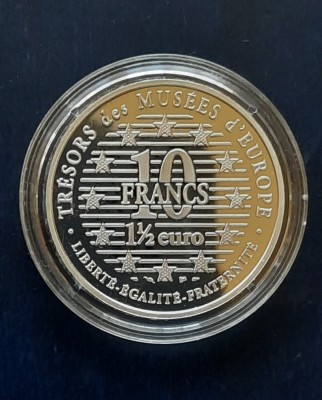 TRÉSORS des MUSÉES d'EUROPE
10
FRANCS
1½ euro
• LIBERTÉ-ÉGALITÉ-FRATERNITÉ •